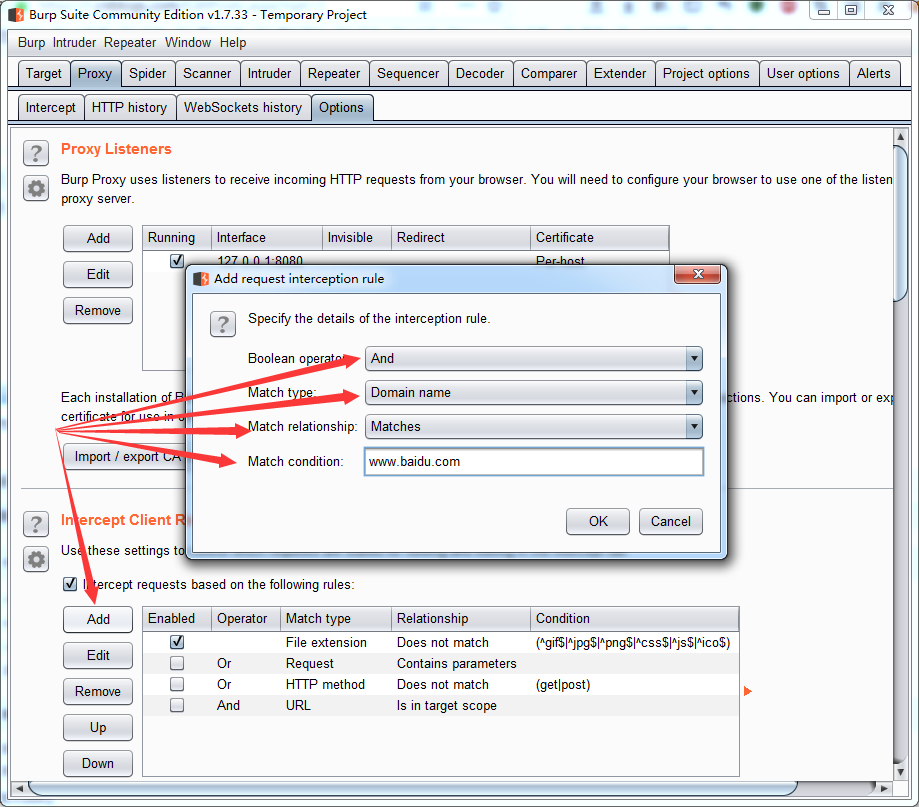 Burp Suite Community Edition v1.7.33 - Temporary Project
Burp Intruder Repeater Window Help
Target Proxy Spider Scanner Intruder Repeater Sequencer Decoder Comparer Extender Project options User options Alerts
Intercept HTTP history WebSockets history Options
? Proxy Listeners
Burp Proxy uses listeners to receive incoming HTTP requests from your browser. You will need to configure your browser to use one of the listen
proxy server.
Add Running Interface Invisible Redirect Certificate
127.0.0.1:8080 Per-host
Edit
Remove
Add request interception rule
? Specify the details of the interception rule.
Boolean operator: And
Match type: Domain name
Match relationship: Matches
Match condition: www.baidu.com
OK Cancel
Each installation of B ctions. You can import or exp
certificate for use in
Import / export CA
? Intercept Client R
Use these settings to
Intercept requests based on the following rules:
Add Enabled Operator Match type Relationship Condition
File extension Does not match (^gif$|^jpg$|^png$|^css$|^js$|^ico$)
Edit Or Request Contains parameters
Remove Or HTTP method Does not match (get|post)
And URL Is in target scope
Up
Down